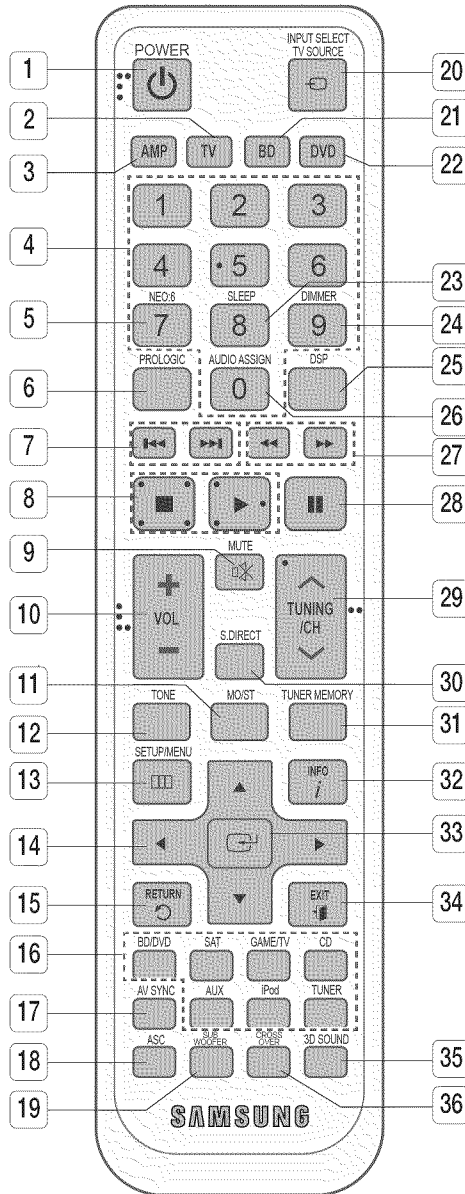 POWER
INPUT SELECT
TV SOURCE
1
20
2
21
AMP
TV
BD
DVD
3
22
1
2
3
4
4
5
6
23
NEO:6
SLEEP
DIMMER
5
7
8
9
24
25
PROLOGIC
AUDIO ASSIGN
DSP
6
0
26
7
27
8
28
MUTE
9
10
+
VOL
−
TUNING
/CH
29
S.DIRECT
30
11
TONE
MO/ST
TUNER MEMORY
12
31
SETUP/MENU
13
INFO
i
32
14
33
15
RETURN
EXIT
34
16
BD/DVD
SAT
GAME/TV
CD
17
AV SYNC
AUX
iPod
TUNER
18
ASC
SUB
WOOFER
CROSS
OVER
3D SOUND
35
19
36
SAMSUNG